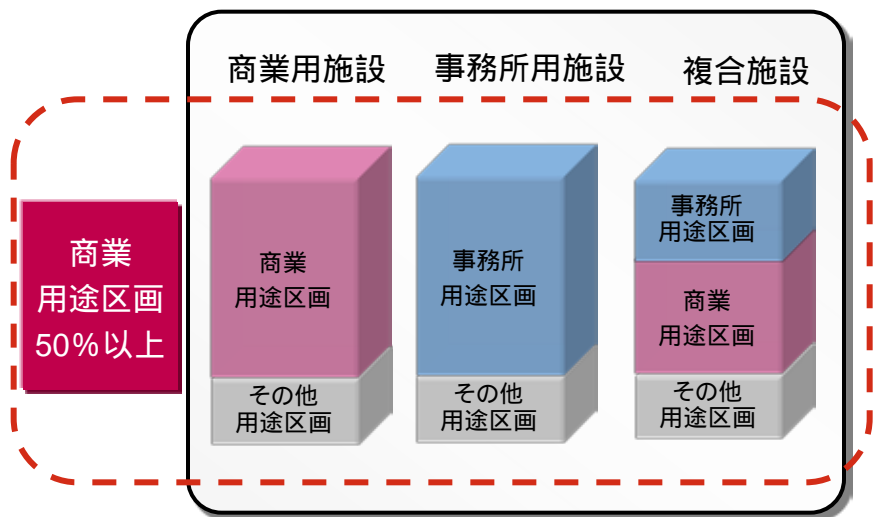 商業用施設
事務所用施設
複合施設
商業
用途区画
50%以上
商業
用途区画
その他
用途区画
事務所
用途区画
その他
用途区画
事務所
用途区画
商業
用途区画
その他
用途区画